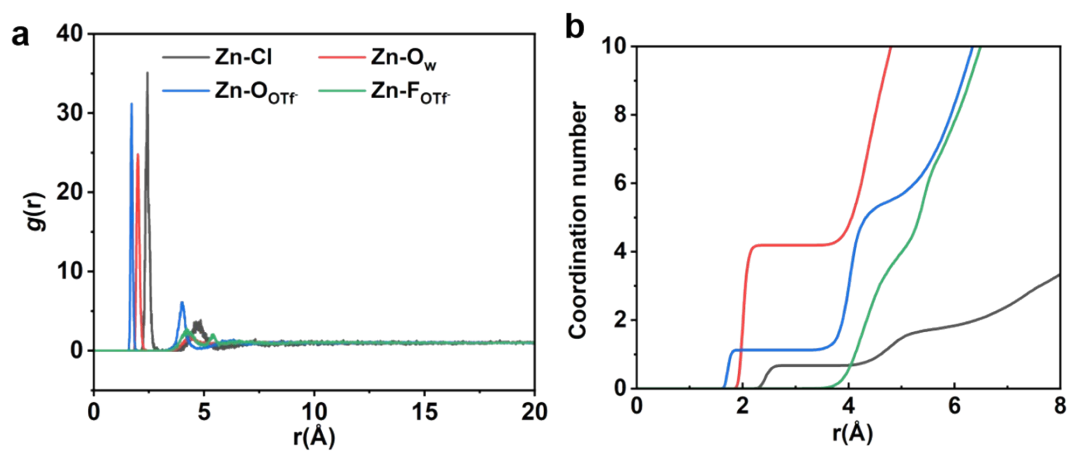 a
40
30
20
10
0
g(r)
Zn-Cl
Zn-Ow
Zn-OOTf-
Zn-FOTf-
0 5 10 15 20
r(Å)
b
10
8
6
4
2
0
Coordination number
0 2 4 6 8
r(Å)